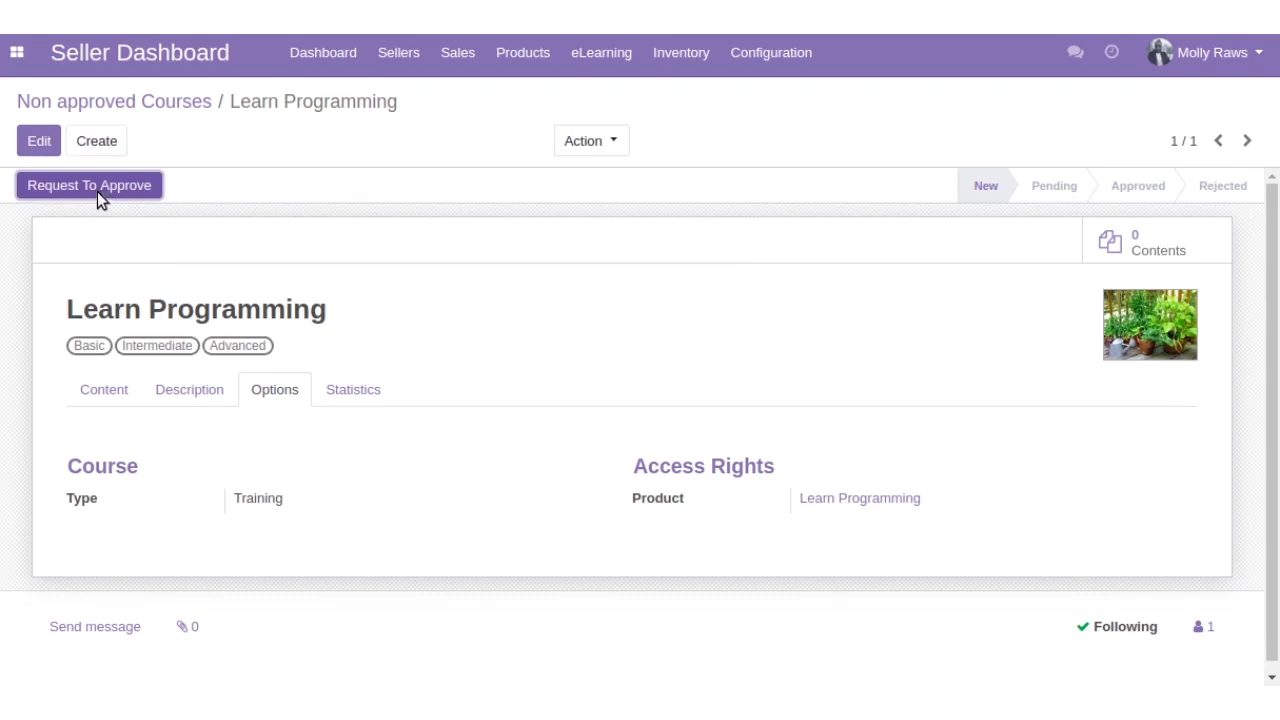 Seller Dashboard Dashboard Sellers Sales Products eLearning Inventory Configuration Molly Raws
Non approved Courses / Learn Programming
Edit Create Action 1 / 1
Request To Approve New Pending Approved Rejected
0
Contents
Learn Programming
Basic Intermediate Advanced
Content Description Options Statistics
Course Access Rights
Type Training Product Learn Programming
Send message 0 Following 1